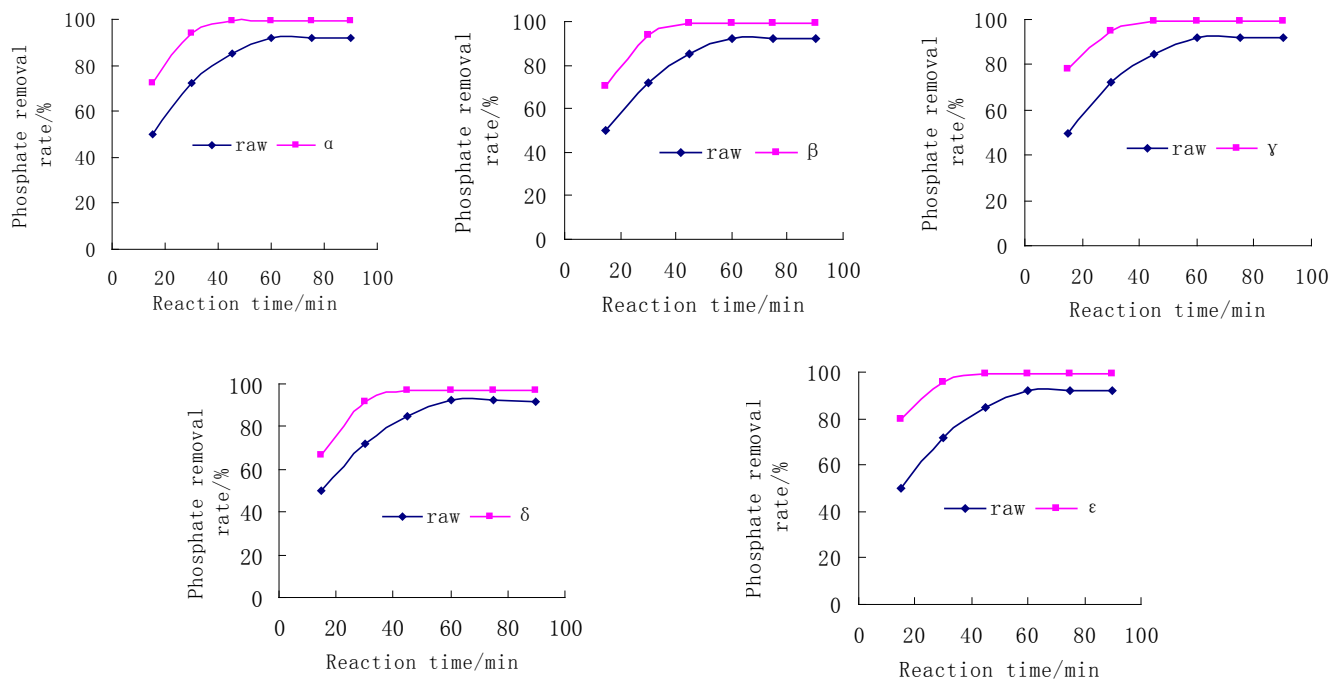 Phosphate removal
rate/%
100
80
60
40
20
0
raw α
0 20 40 60 80 100
Reaction time/min
Phosphate removal
rate/%
100
80
60
40
20
0
raw β
0 20 40 60 80 100
Reaction time/min
Phosphate removal
rate/%
100
80
60
40
20
0
raw γ
0 20 40 60 80 100
Reaction time/min
Phosphate removal
rate/%
100
80
60
40
20
0
raw δ
0 20 40 60 80 100
Reaction time/min
Phosphate removal
rate/%
100
80
60
40
20
0
raw ε
0 20 40 60 80 100
Reaction time/min